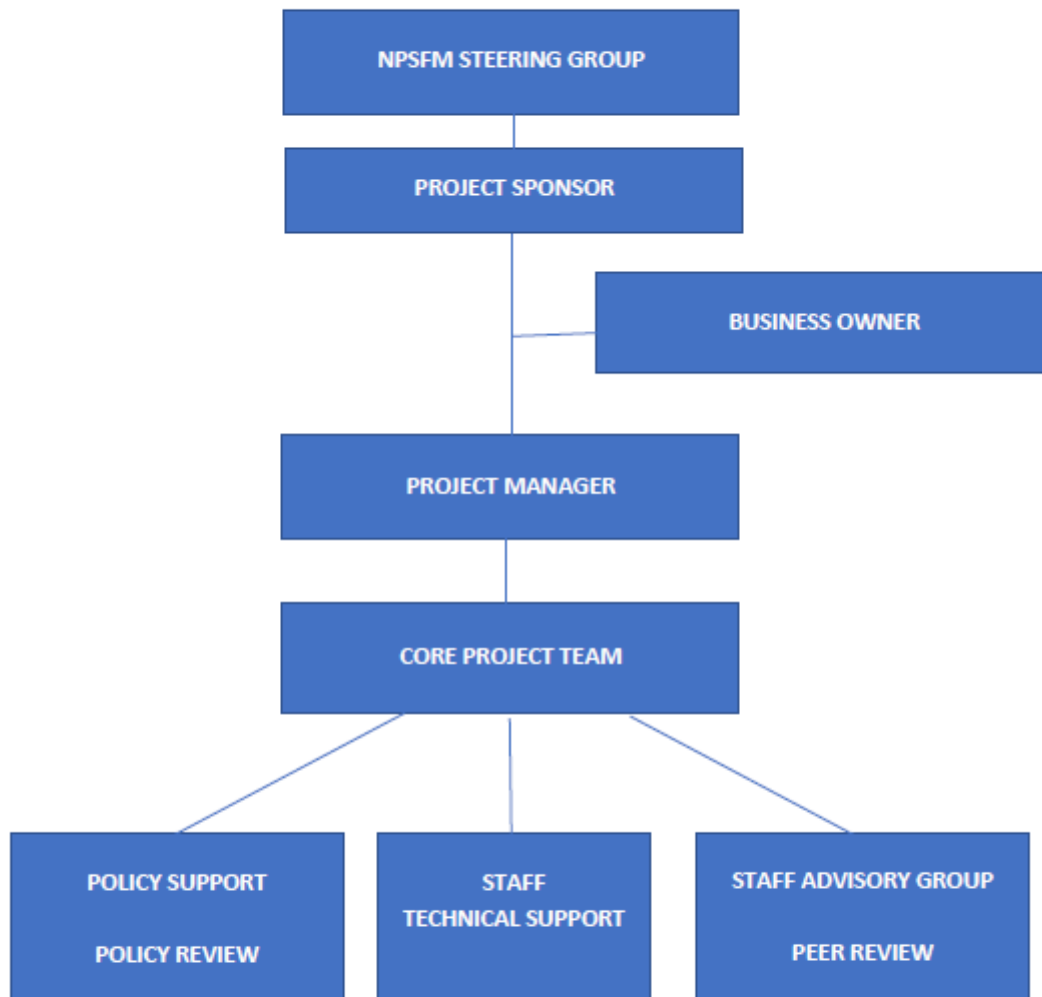 NPSFM STEERING GROUP
PROJECT SPONSOR
BUSINESS OWNER
PROJECT MANAGER
CORE PROJECT TEAM
POLICY SUPPORT
POLICY REVIEW
STAFF
TECHNICAL SUPPORT
STAFF ADVISORY GROUP
PEER REVIEW